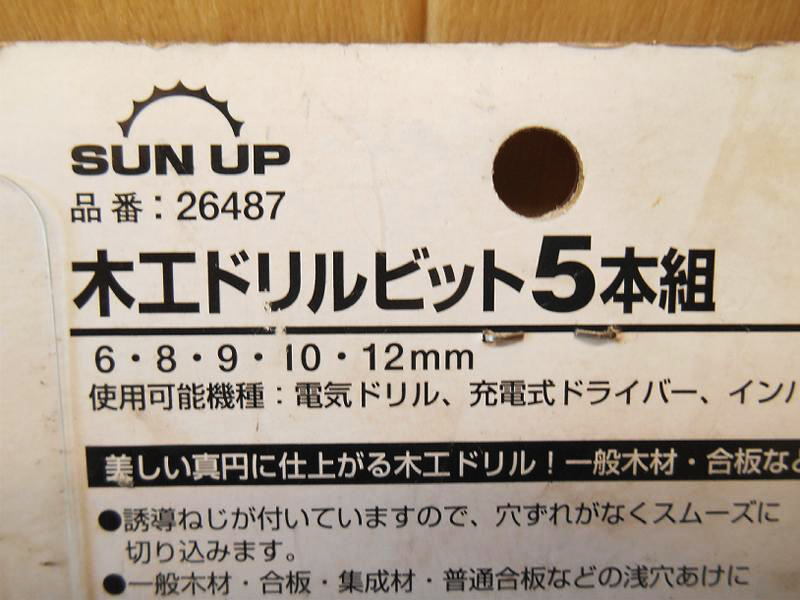 SUN UP
品番：26487
木工ドリルビット5本組
6・8・9・10・12mm
使用可能機種：電気ドリル、充電式ドライバー、イン
美しい真円に仕上がる木工ドリル！一般木材・合板など
●誘導ねじが付いていますので、穴ずれがなくスムーズに
切り込みます。
●一般木材・合板・集成材・普通合板などの浅穴あけに